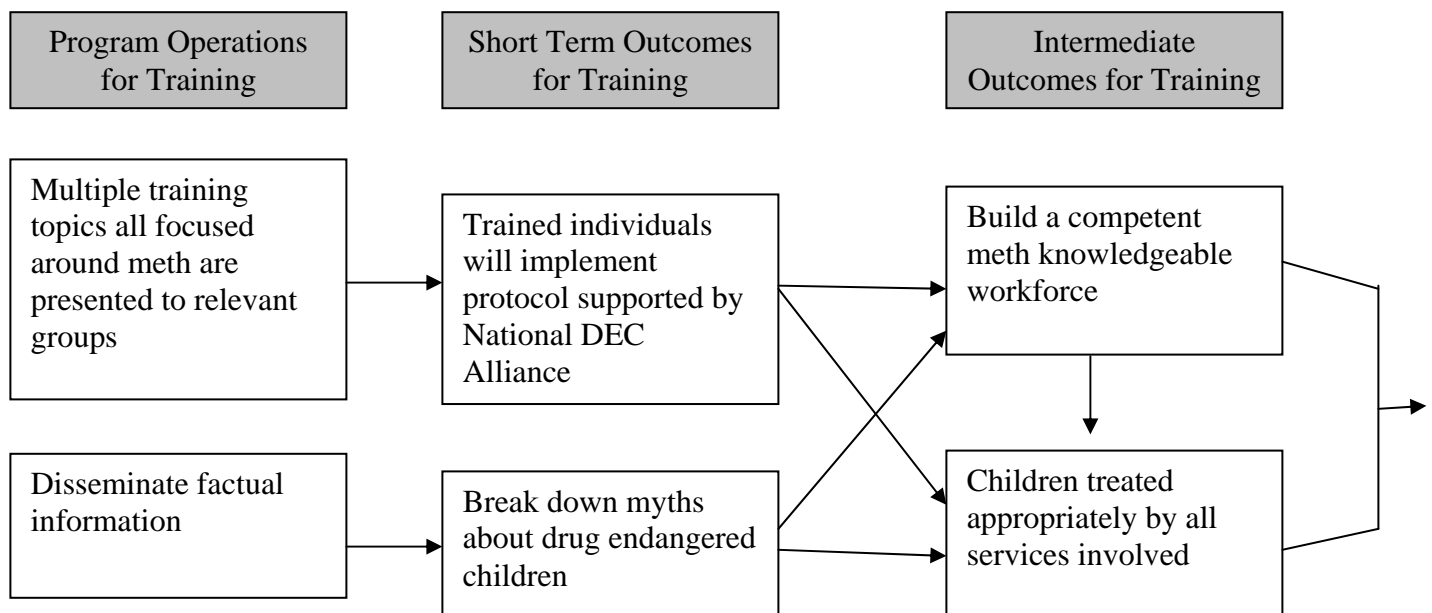 Program Operations
for Training
Short Term Outcomes
for Training
Intermediate
Outcomes for Training
Multiple training
topics all focused
around meth are
presented to relevant
groups
Trained individuals
will implement
protocol supported by
National DEC
Alliance
Build a competent
meth knowledgeable
workforce
Disseminate factual
information
Break down myths
about drug endangered
children
Children treated
appropriately by all
services involved